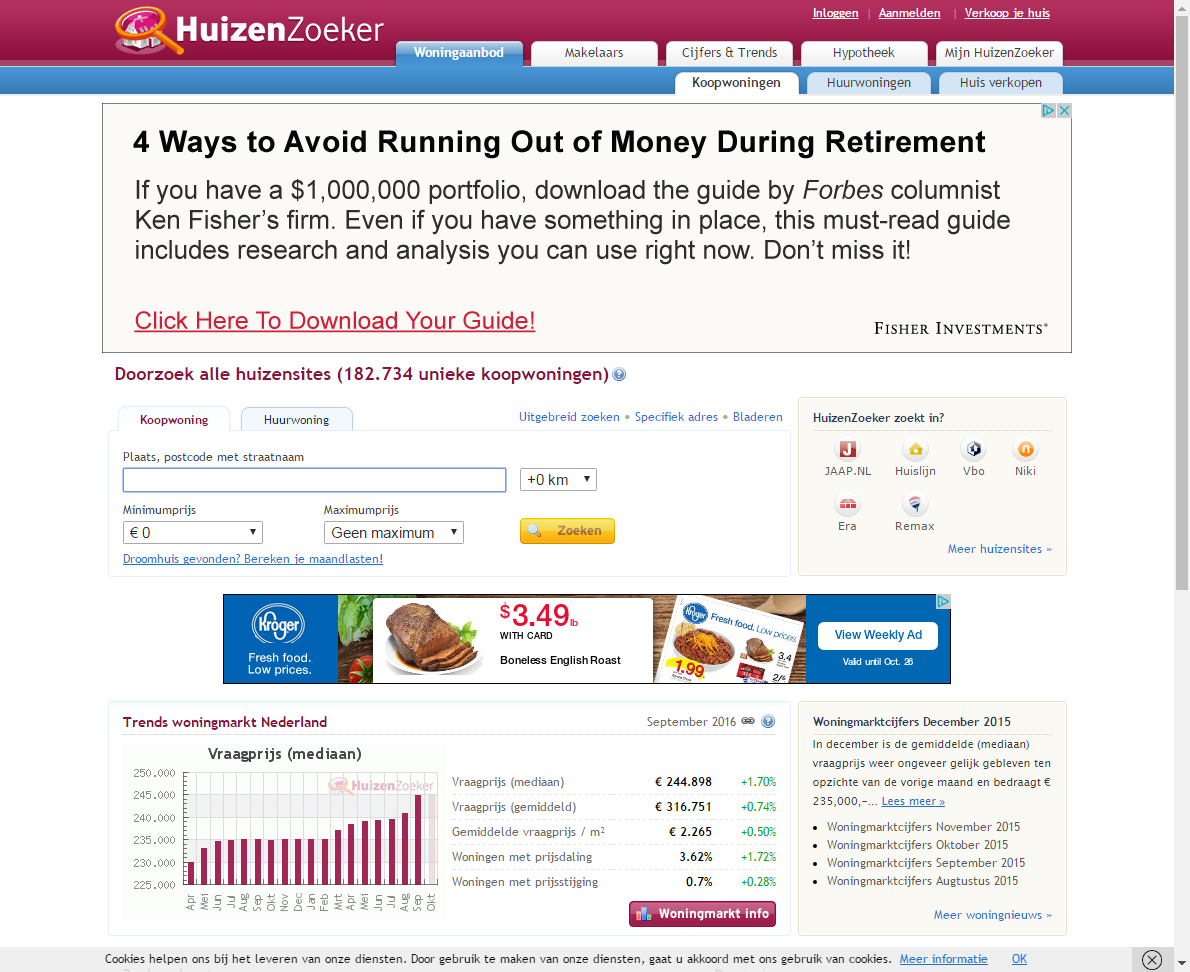 HuizenZoeker
Inloggen | Aanmelden | Verkoop je huis
Woningaanbod Makelaars Cijfers & Trends Hypotheek Mijn HuizenZoeker
Koopwoningen Huurwoningen Huis verkopen
4 Ways to Avoid Running Out of Money During Retirement
If you have a $1,000,000 portfolio, download the guide by Forbes columnist
Ken Fisher's firm. Even if you have something in place, this must-read guide
includes research and analysis you can use right now. Don't miss it!
Click Here To Download Your Guide!
FISHER INVESTMENTS®
Doorzoek alle huizensites (182.734 unieke koopwoningen)
Koopwoning Huurwoning
Uitgebreid zoeken • Specifiek adres • Bladeren
Plaats, postcode met straatnaam
+0 km
Minimumprijs Maximumprijs
€ 0 Geen maximum Zoeken
Droomhuis gevonden? Bereken je maandlasten!
HuizenZoeker zoekt in?
JAAP.NL Huislijn Vbo Niki
Era Remax
Meer huizensites »
Kroger
Fresh food.
Low prices.
$3.49lb
WITH CARD
Boneless English Roast
Kroger Fresh food. Low prices.
1.99
View Weekly Ad
Valid until Oct. 26
Trends woningmarkt Nederland
September 2016
Vraagprijs (mediaan)
HuizenZoeker
250.000
245.000
240.000
235.000
230.000
225.000
Apr Mei Jun Jul Aug Sep Okt Nov Dec Jan Feb Mrt Apr Mei Jun Jul Aug Sep Okt
Vraagprijs (mediaan) € 244.898 +1.70%
Vraagprijs (gemiddeld) € 316.751 +0.74%
Gemiddelde vraagprijs / m² € 2.265 +0.50%
Woningen met prijsdaling 3.62% +1.72%
Woningen met prijsstijging 0.7% +0.28%
Woningmarkt info
Woningmarktcijfers December 2015
In december is de gemiddelde (mediaan)
vraagprijs weer ongeveer gelijk gebleven ten
opzichte van de vorige maand en bedraagt €
235,000,-... Lees meer »
Woningmarktcijfers November 2015
Woningmarktcijfers Oktober 2015
Woningmarktcijfers September 2015
Woningmarktcijfers Augtustus 2015
Meer woningnieuws »
Cookies helpen ons bij het leveren van onze diensten. Door gebruik te maken van onze diensten, gaat u akkoord met ons gebruik van cookies. Meer informatie OK